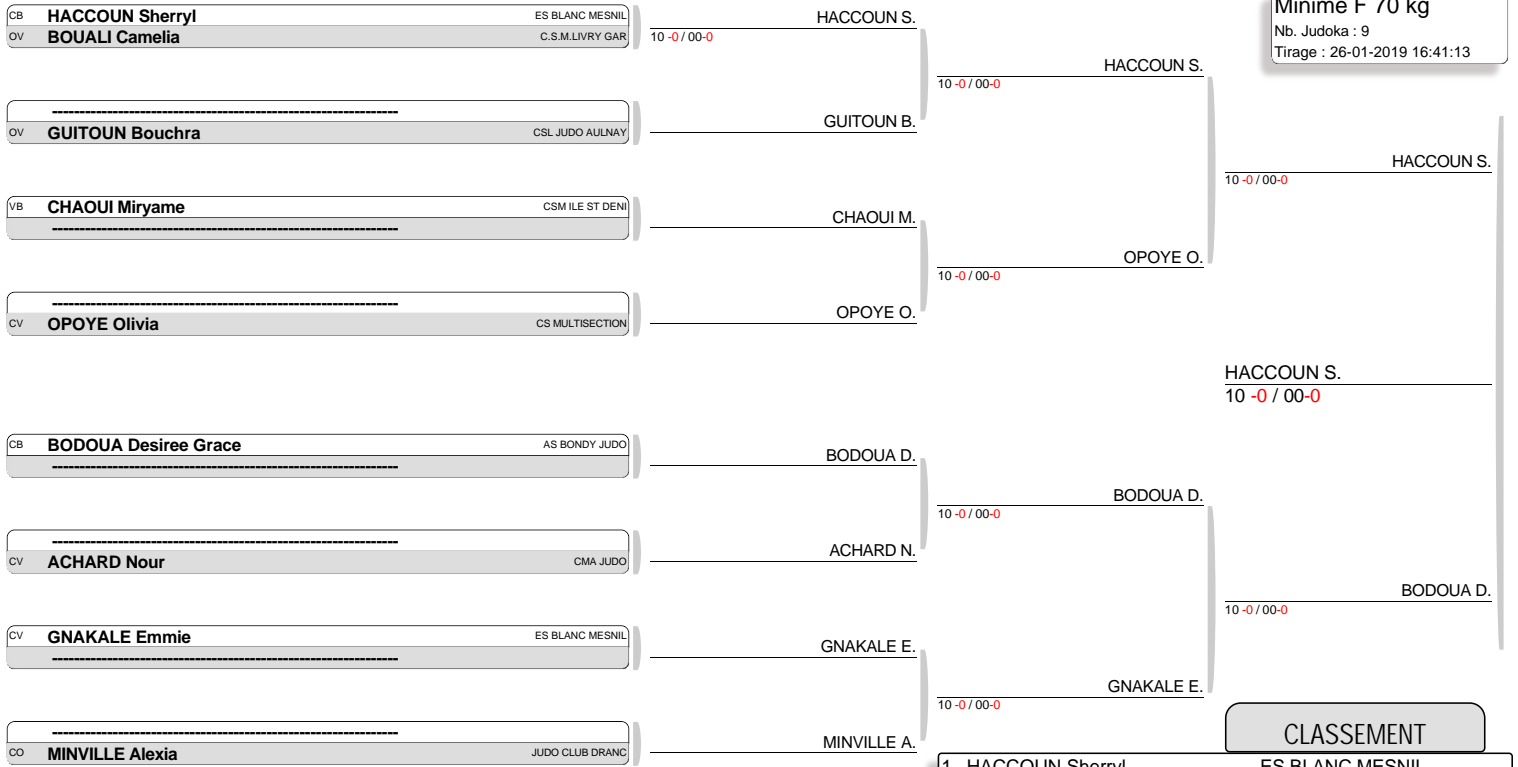 Minime F 70 kg
Nb. Judoka : 9
Tirage : 26-01-2019 16:41:13
CB HACCOUN Sherryl ES BLANC MESNIL
OV BOUALI Camelia C.S.M.LIVRY GAR
----------------------------------------------------------------
OV GUITOUN Bouchra CSL JUDO AULNAY
VB CHAOUI Miryame CSM ILE ST DENI
----------------------------------------------------------------
----------------------------------------------------------------
CV OPOYE Olivia CS MULTISECTION
CB BODOUA Desiree Grace AS BONDY JUDO
----------------------------------------------------------------
----------------------------------------------------------------
CV ACHARD Nour CMA JUDO
CV GNAKALE Emmie ES BLANC MESNIL
----------------------------------------------------------------
----------------------------------------------------------------
CO MINVILLE Alexia JUDO CLUB DRANC
HACCOUN S.
10 -0 / 00-0
GUITOUN B.
CHAOUI M.
OPOYE O.
BODOUA D.
ACHARD N.
GNAKALE E.
MINVILLE A.
HACCOUN S.
10 -0 / 00-0
OPOYE O.
10 -0 / 00-0
BODOUA D.
10 -0 / 00-0
GNAKALE E.
10 -0 / 00-0
HACCOUN S.
10 -0 / 00-0
HACCOUN S.
10 -0 / 00-0
BODOUA D.
10 -0 / 00-0
CLASSEMENT
1 HACCOUN Sherryl ES BLANC MESNIL